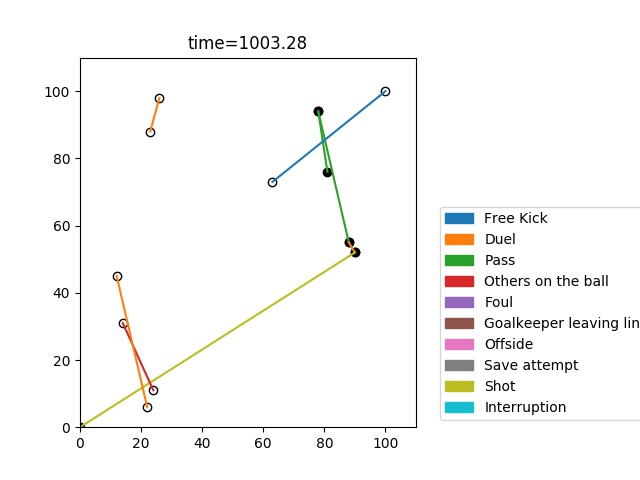 time=1003.28
100
80
60
40
20
0
0 20 40 60 80 100
Free Kick
Duel
Pass
Others on the ball
Foul
Goalkeeper leaving lin
Offside
Save attempt
Shot
Interruption